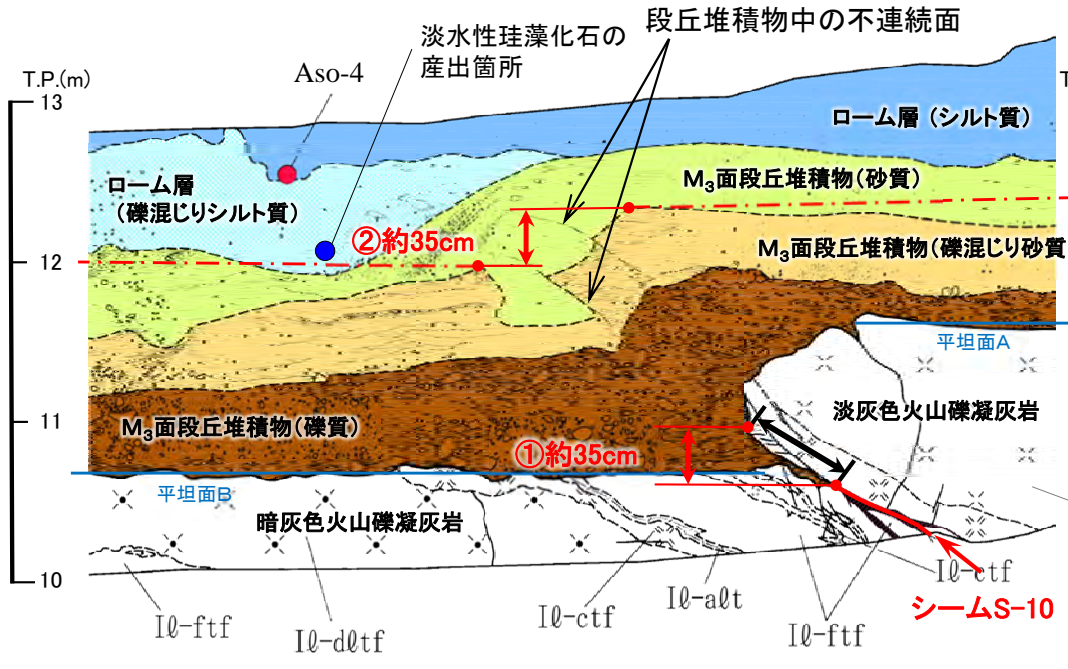 段丘堆積物中の不連続面
淡水性珪藻化石の
産出箇所
Aso-4
T.P.(m)
T
13
ローム層 (シルト質)
ローム層
(礫混じりシルト質)
M₃面段丘堆積物(砂質)
②約35cm
M₃面段丘堆積物(礫混じり砂質
12
平坦面A
淡灰色火山礫凝灰岩
11
M₃面段丘堆積物(礫質)
①約35cm
平坦面B
暗灰色火山礫凝灰岩
10
Iℓ-ftf
Iℓ-dℓtf
Iℓ-ctf
Iℓ-aℓt
Iℓ-ftf
Iℓ-ctf
シームS-10